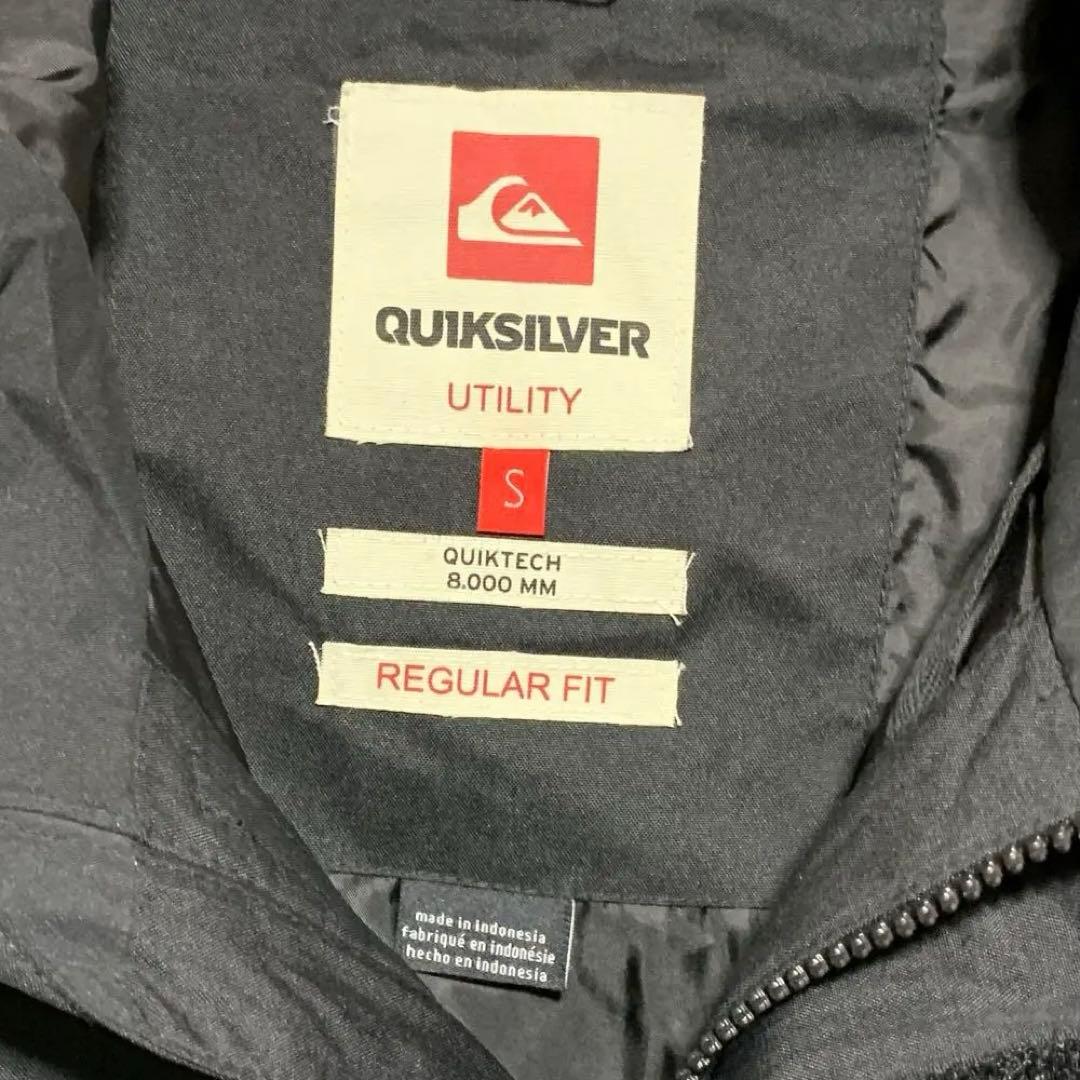 QUIKSILVER
UTILITY
S
QUIKTECH
8.000 MM
REGULAR FIT
made in Indonesia
fabriqué en indonésie
hecho en indonesia